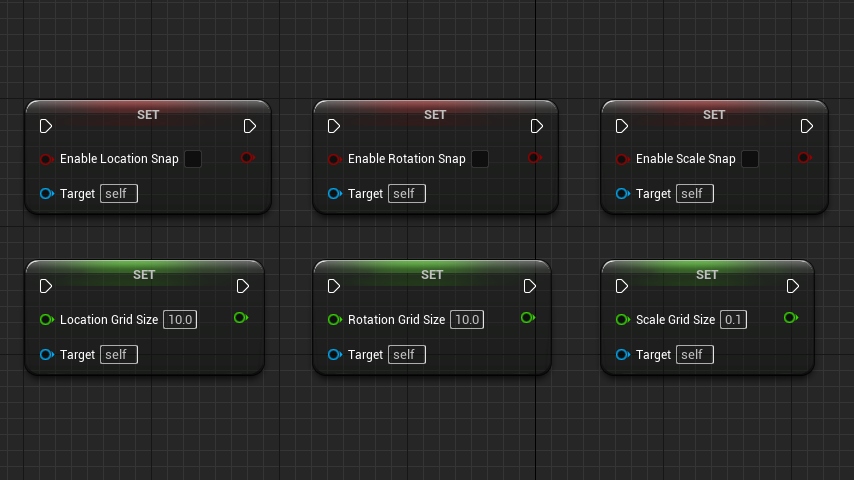 SET
Enable Location Snap
Target self
SET
Enable Rotation Snap
Target self
SET
Enable Scale Snap
Target self
SET
Location Grid Size 10.0
Target self
SET
Rotation Grid Size 10.0
Target self
SET
Scale Grid Size 0.1
Target self